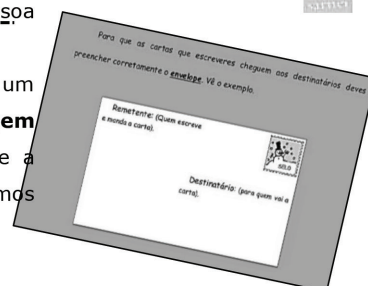 soa
um
em
e a
mos
Para que as cartas que escreveres cheguem aos destinatários deves
preencher corretamente o envelope. Vê o exemplo.
Remetente: (Quem escreve
e manda a carta).
SELO
Destinatário: (para quem vai a
carta).